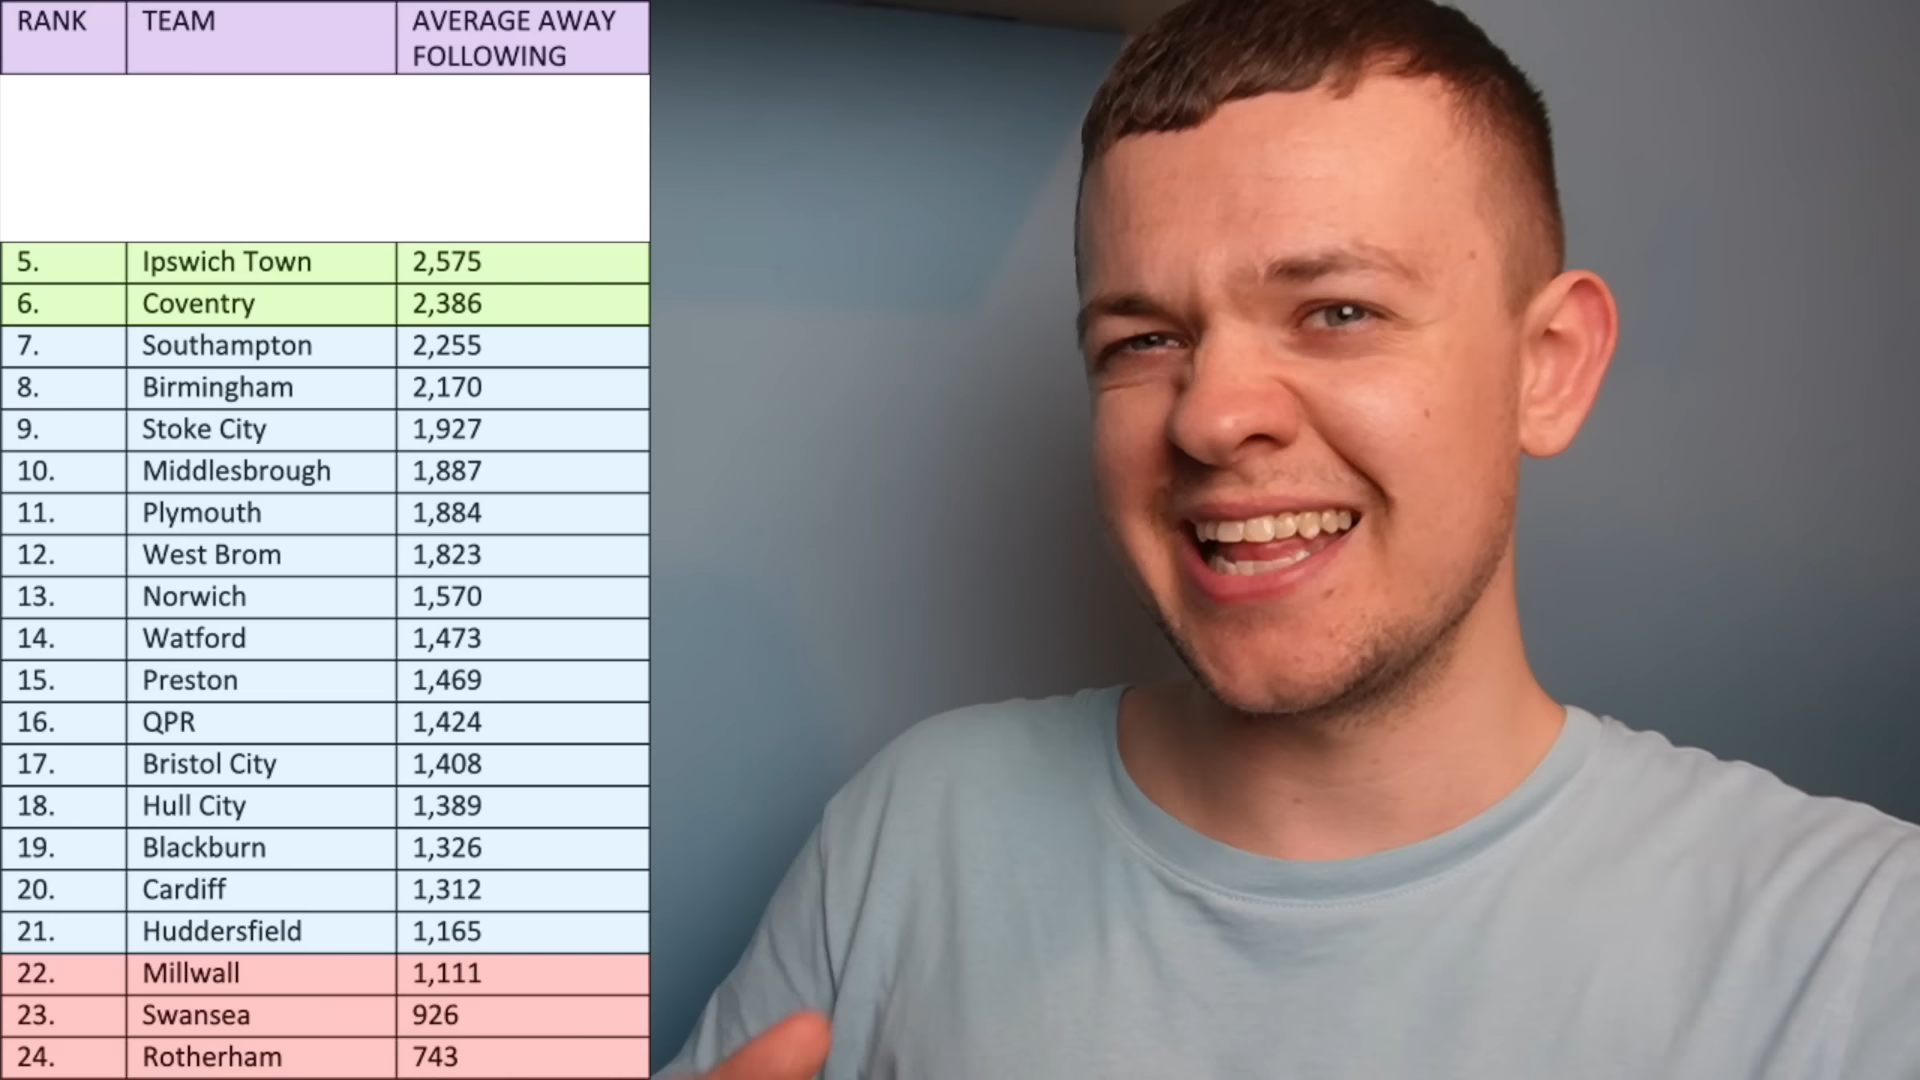 RANK TEAM AVERAGE AWAY
FOLLOWING
5. Ipswich Town 2,575
6. Coventry 2,386
7. Southampton 2,255
8. Birmingham 2,170
9. Stoke City 1,927
10. Middlesbrough 1,887
11. Plymouth 1,884
12. West Brom 1,823
13. Norwich 1,570
14. Watford 1,473
15. Preston 1,469
16. QPR 1,424
17. Bristol City 1,408
18. Hull City 1,389
19. Blackburn 1,326
20. Cardiff 1,312
21. Huddersfield 1,165
22. Millwall 1,111
23. Swansea 926
24. Rotherham 743